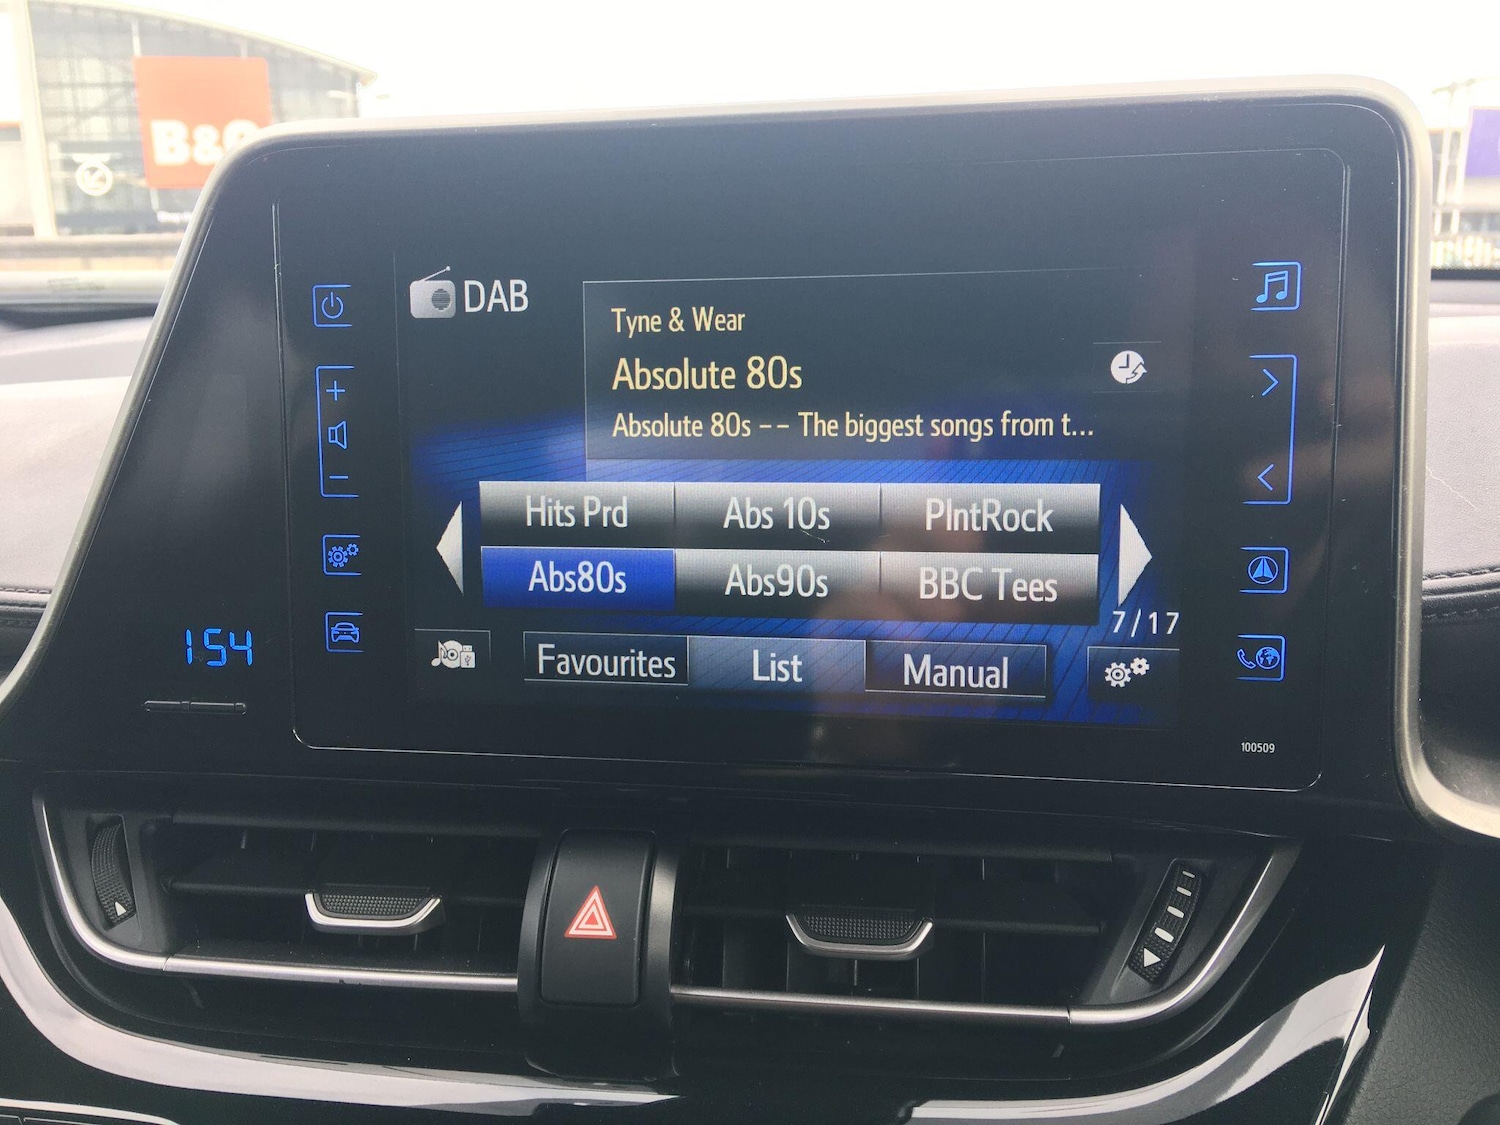 B&Q
DAB
Tyne & Wear
Absolute 80s
Absolute 80s -- The biggest songs from t...
Hits Prd
Abs 10s
PlntRock
Abs80s
Abs90s
BBC Tees
7/17
Favourites
List
Manual
154
100509